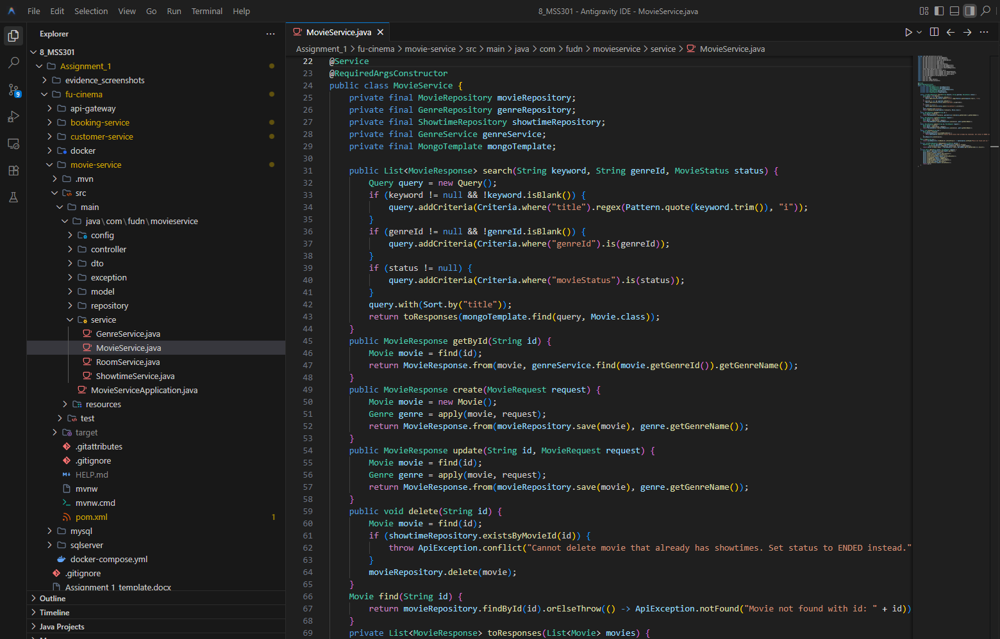 File Edit Selection View Go Run Terminal Help
8_MSS301 - Antigravity IDE - MovieService.java
Explorer
8_MSS301
Assignment_1
evidence_screenshots
fu-cinema
api-gateway
booking-service
customer-service
docker
movie-service
.mvn
src
main
java\com\fudn\movieservice
config
controller
dto
exception
model
repository
service
GenreService.java
MovieService.java
RoomService.java
ShowtimeService.java
MovieServiceApplication.java
resources
test
target
.gitattributes
.gitignore
HELP.md
mvnw
mvnw.cmd
pom.xml 1
mysql
sqlserver
docker-compose.yml
.gitignore
Assignment 1 template.docx
Outline
Timeline
Java Projects
9
MovieService.java
Assignment_1 > fu-cinema > movie-service > src > main > java > com > fudn > movieservice > service > MovieService.java
22 @Service
23 @RequiredArgsConstructor
24 public class MovieService {
25 private final MovieRepository movieRepository;
26 private final GenreRepository genreRepository;
27 private final ShowtimeRepository showtimeRepository;
28 private final GenreService genreService;
29 private final MongoTemplate mongoTemplate;
30
31 public List<MovieResponse> search(String keyword, String genreId, MovieStatus status) {
32 Query query = new Query();
33 if (keyword != null && !keyword.isBlank()) {
34 query.addCriteria(Criteria.where("title").regex(Pattern.quote(keyword.trim()), "i"));
35 }
36 if (genreId != null && !genreId.isBlank()) {
37 query.addCriteria(Criteria.where("genreId").is(genreId));
38 }
39 if (status != null) {
40 query.addCriteria(Criteria.where("movieStatus").is(status));
41 }
42 query.with(Sort.by("title"));
43 return toResponses(mongoTemplate.find(query, Movie.class));
44 }
45 public MovieResponse getById(String id) {
46 Movie movie = find(id);
47 return MovieResponse.from(movie, genreService.find(movie.getGenreId()).getGenreName());
48 }
49 public MovieResponse create(MovieRequest request) {
50 Movie movie = new Movie();
51 Genre genre = apply(movie, request);
52 return MovieResponse.from(movieRepository.save(movie), genre.getGenreName());
53 }
54 public MovieResponse update(String id, MovieRequest request) {
55 Movie movie = find(id);
56 Genre genre = apply(movie, request);
57 return MovieResponse.from(movieRepository.save(movie), genre.getGenreName());
58 }
59 public void delete(String id) {
60 Movie movie = find(id);
61 if (showtimeRepository.existsByMovieId(id)) {
62 throw ApiException.conflict("Cannot delete movie that already has showtimes. Set status to ENDED instead."
63 }
64 movieRepository.delete(movie);
65 }
66 Movie find(String id) {
67 return movieRepository.findById(id).orElseThrow(() -> ApiException.notFound("Movie not found with id: " + id))
68 }
69 private List<MovieResponse> toResponses(List<Movie> movies) {